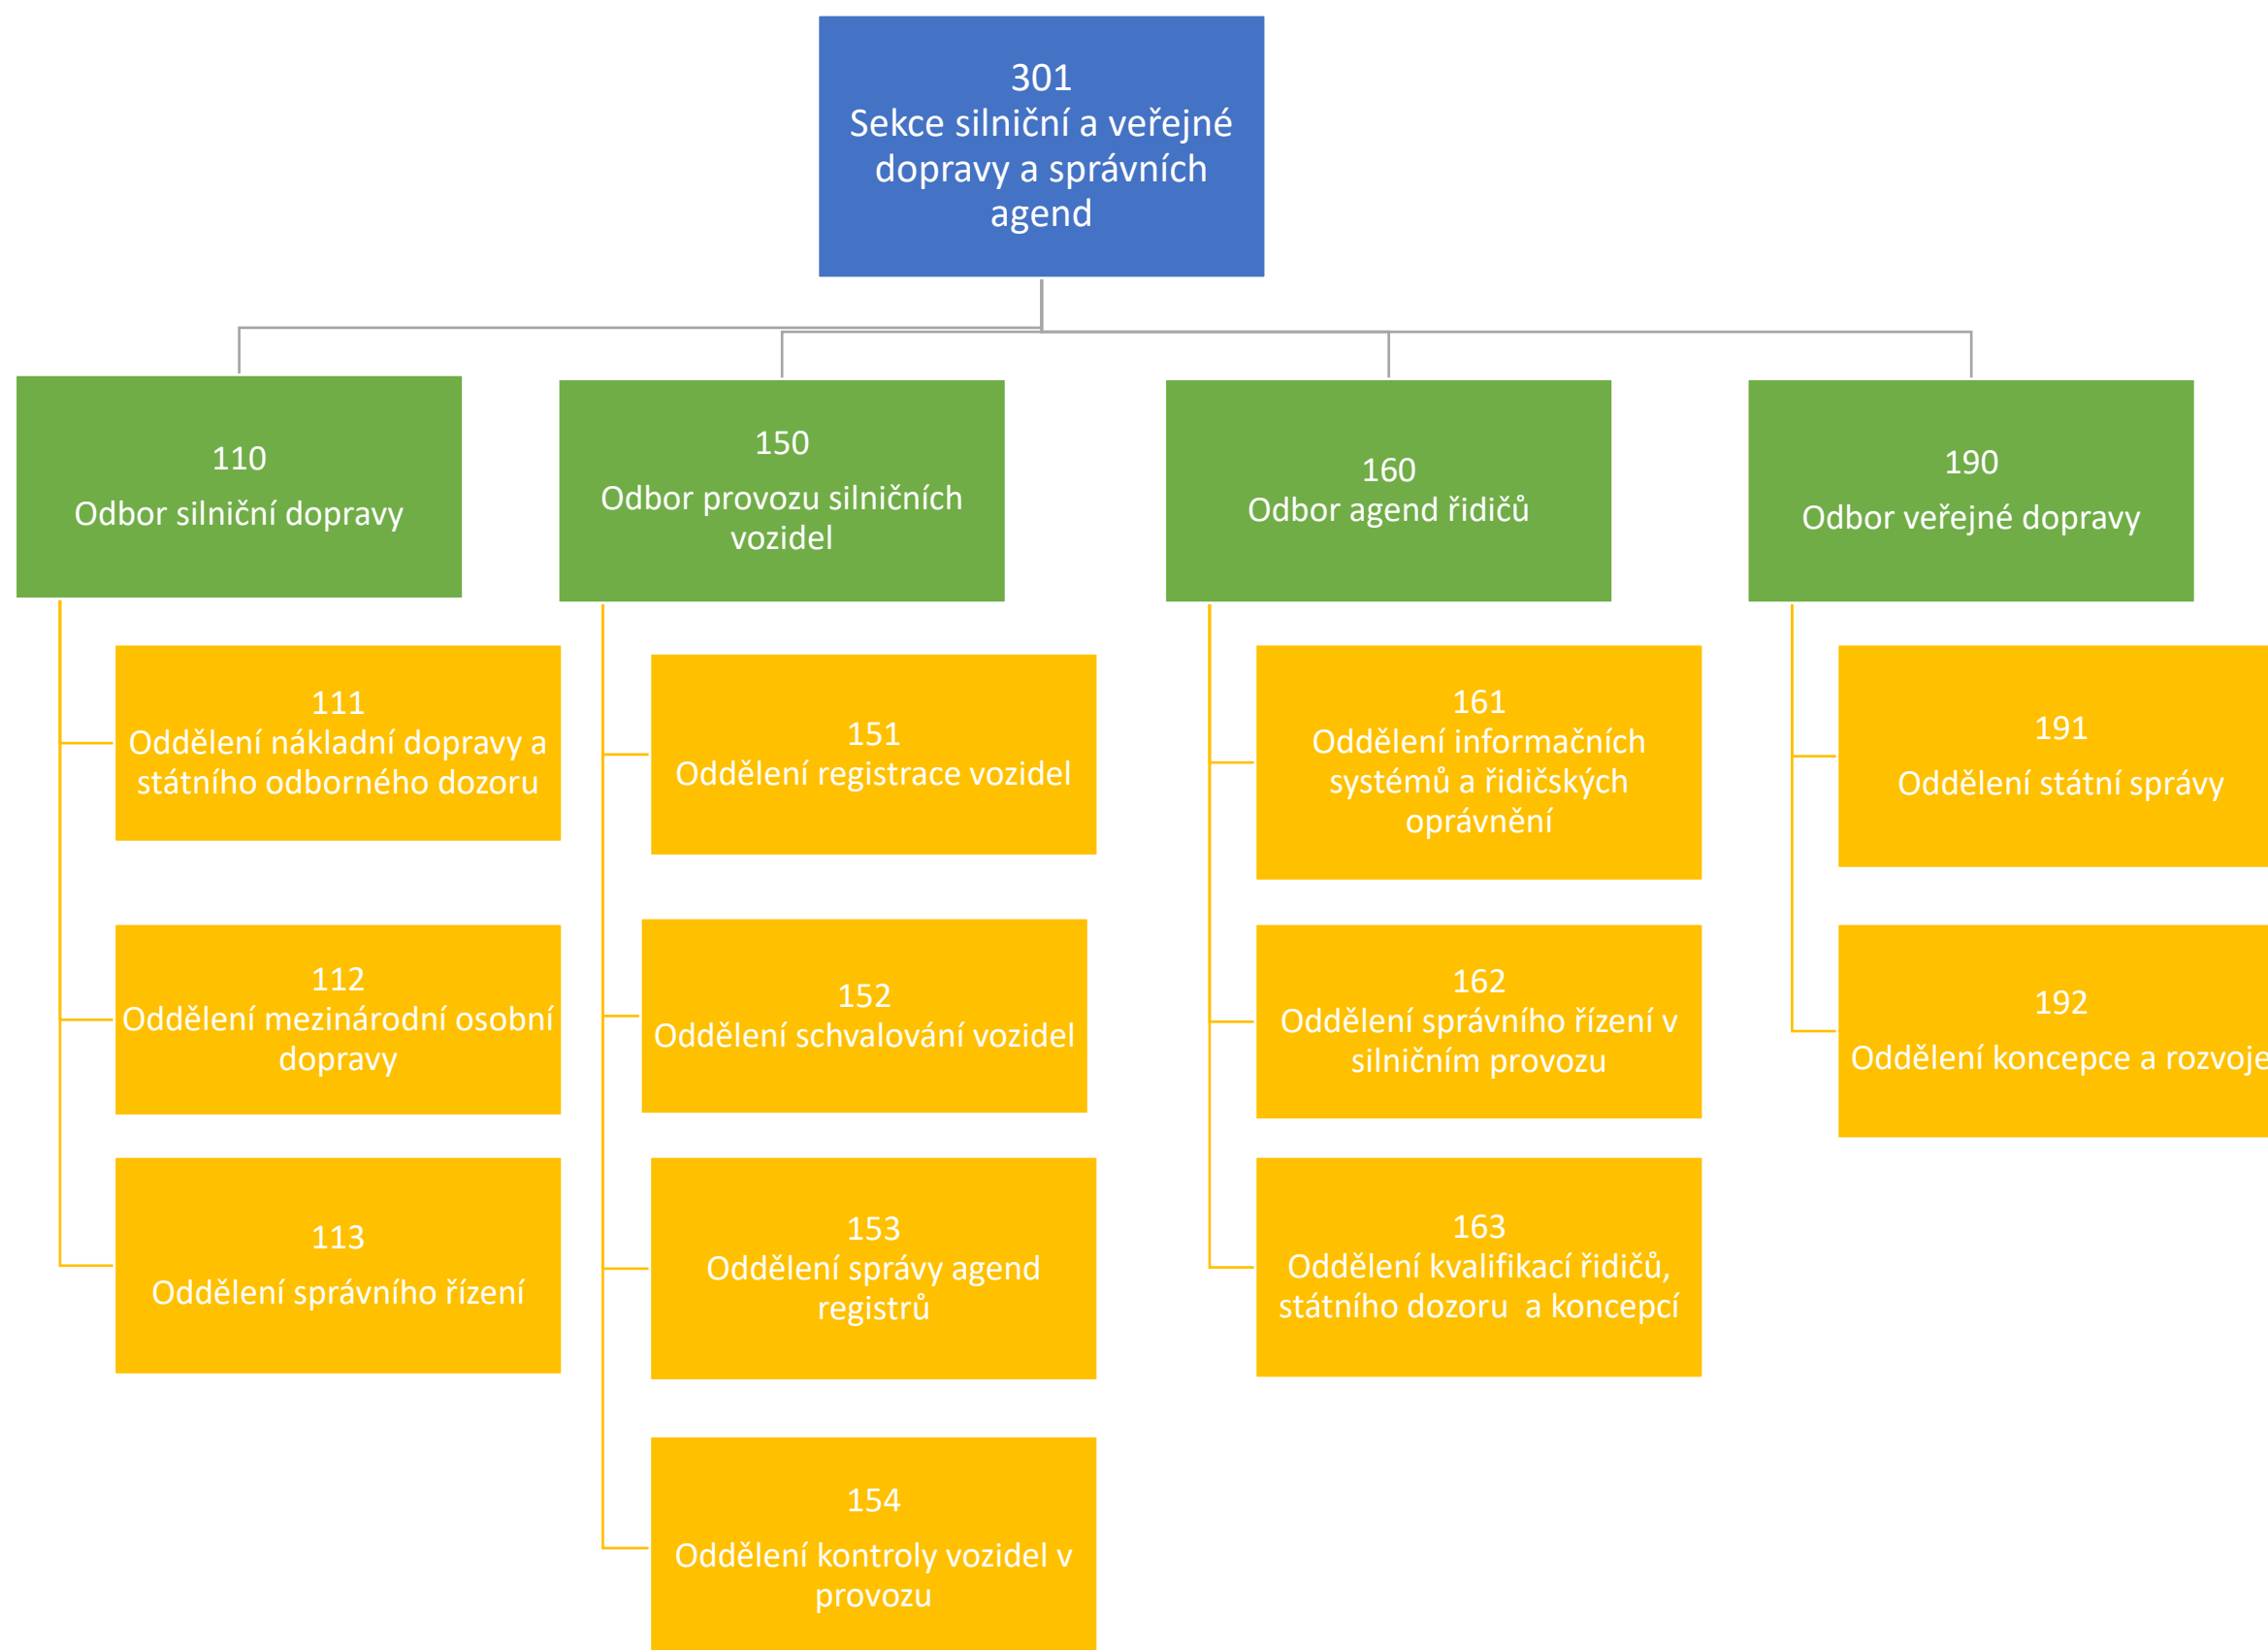 301
Sekce silniční a veřejné
dopravy a správních
agend
110
Odbor silniční dopravy
150
Odbor provozu silničních
vozidel
160
Odbor agend řidičů
190
Odbor veřejné dopravy
111
Oddělení nákladní dopravy a
státního odborného dozoru
112
Oddělení mezinárodní osobní
dopravy
113
Oddělení správního řízení
151
Oddělení registrace vozidel
152
Oddělení schvalování vozidel
153
Oddělení správy agend
registrů
154
Oddělení kontroly vozidel v
provozu
161
Oddělení informačních
systémů a řidičských
oprávnění
162
Oddělení správního řízení v
silničním provozu
163
Oddělení kvalifikací řidičů,
státního dozoru  a koncepcí
191
Oddělení státní správy
192
Oddělení koncepce a rozvoje